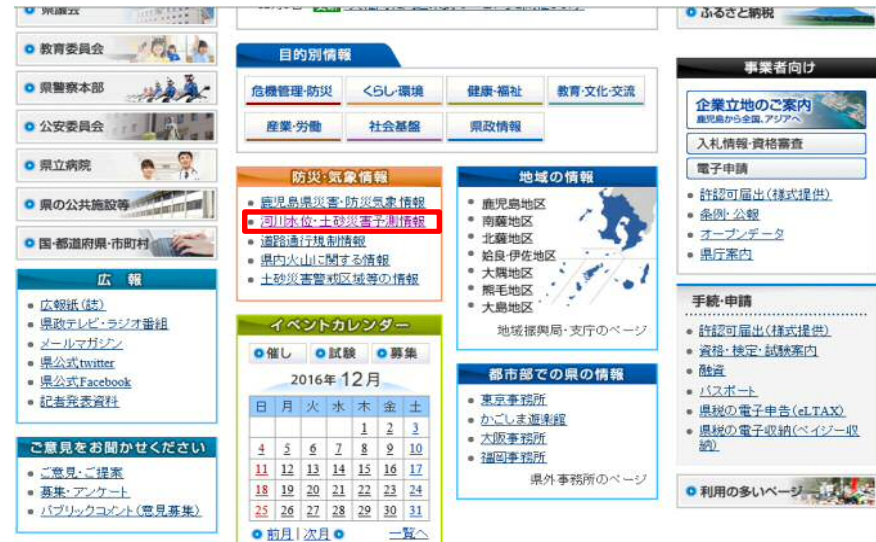 県議会
教育委員会
県警察本部
公安委員会
県立病院
県の公共施設等
国・都道府県・市町村
広 報
広報紙(誌)
県政テレビ・ラジオ番組
メールマガジン
県公式twitter
県公式Facebook
記者発表資料
ご意見をお聞かせください
ご意見・ご提案
募集・アンケート
パブリックコメント(意見募集)
目的別情報
危機管理・防災 くらし・環境 健康・福祉 教育・文化・交流
産業・労働 社会基盤 県政情報
防災・気象情報
鹿児島県災害・防災気象情報
河川水位・土砂災害予測情報
道路通行規制情報
県内火山に関する情報
土砂災害警戒区域等の情報
イベントカレンダー
催し 試験 募集
2016年 12月
日 月 火 水 木 金 土
1 2 3
4 5 6 7 8 9 10
11 12 13 14 15 16 17
18 19 20 21 22 23 24
25 26 27 28 29 30 31
前月 | 次月 一覧へ
地域の情報
鹿児島地区
南薩地区
北薩地区
姶良・伊佐地区
大隅地区
熊毛地区
大島地区
地域振興局・支庁のページ
都市部での県の情報
東京事務所
かごしま遊楽館
大阪事務所
福岡事務所
県外事務所のページ
ふるさと納税
事業者向け
企業立地のご案内
鹿児島から全国、アジアへ
入札情報・資格審査
電子申請
許認可届出(様式提供)
条例・公報
オープンデータ
県庁案内
手続・申請
許認可届出(様式提供)
資格・検定・試験案内
融資
パスポート
県税の電子申告(eLTAX)
県税の電子収納(ペイジー収
納)
利用の多いページ